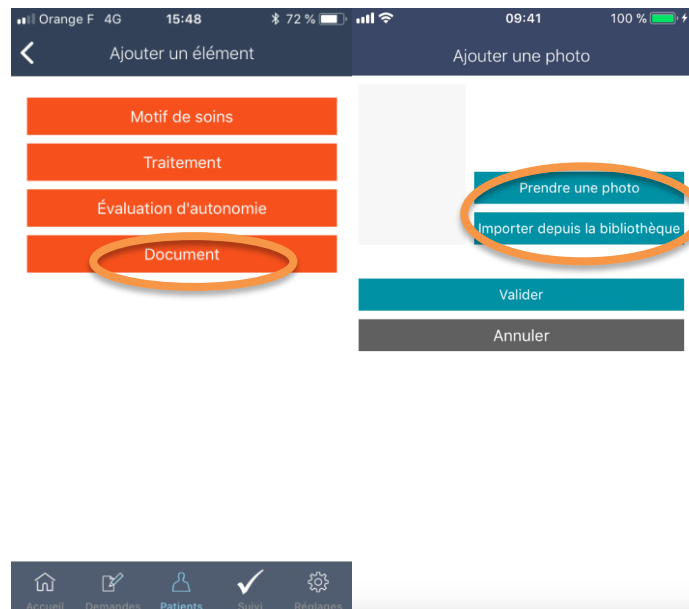 Orange F 4G 15:48 72 %
Ajouter un élément
Motif de soins
Traitement
Évaluation d'autonomie
Document
Accueil Demandes Patients Suivi Réglages
09:41 100 %
Ajouter une photo
Prendre une photo
Importer depuis la bibliothèque
Valider
Annuler